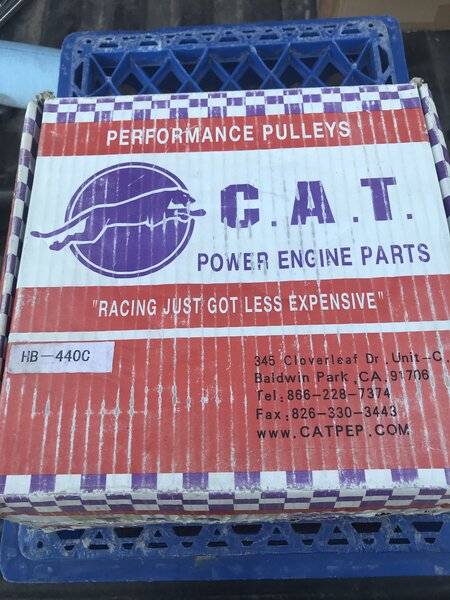 PERFORMANCE PULLEYS
C.A.T.
POWER ENGINE PARTS
"RACING JUST GOT LESS EXPENSIVE"
HB-440C
345 Cloverleaf Dr. Unit-C.
Baldwin Park, CA. 91706
Tel: 866-228-7374
Fax: 826-330-3443
www.CATPEP.COM